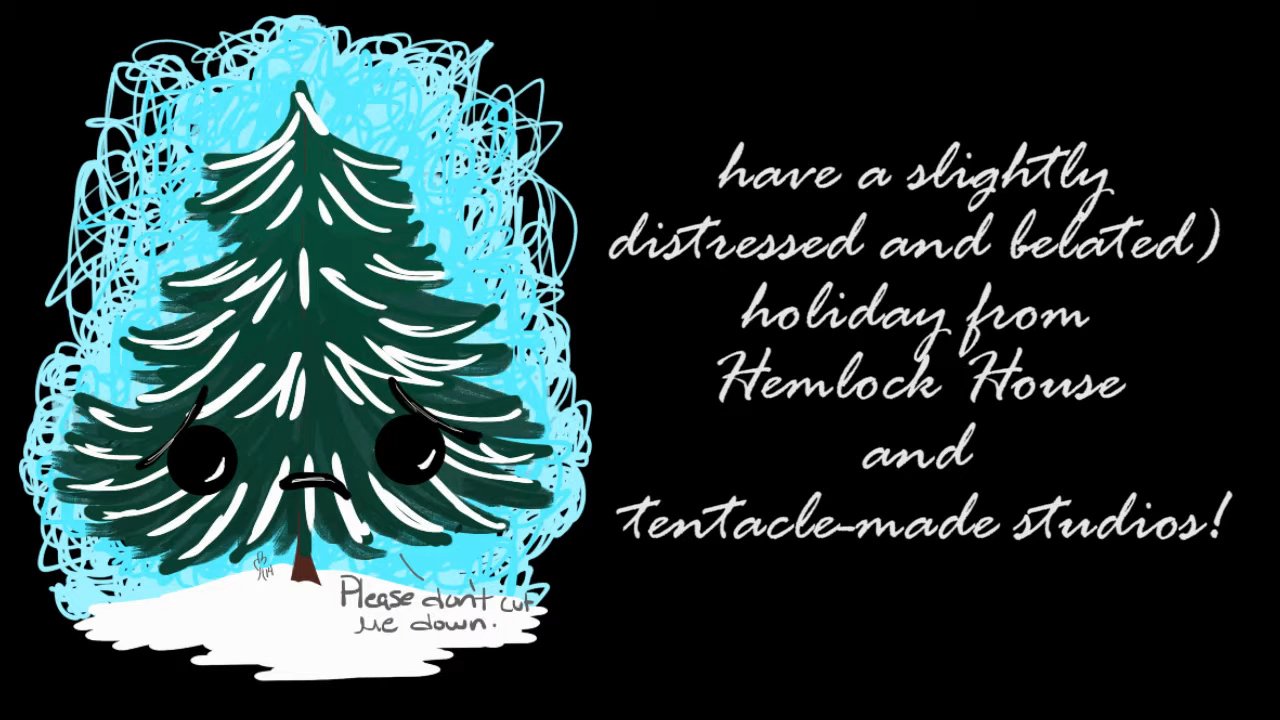 have a slightly
distressed and belated)
holiday from
Hemlock House
and
tentacle-made studios!
Please don't cut
me down.